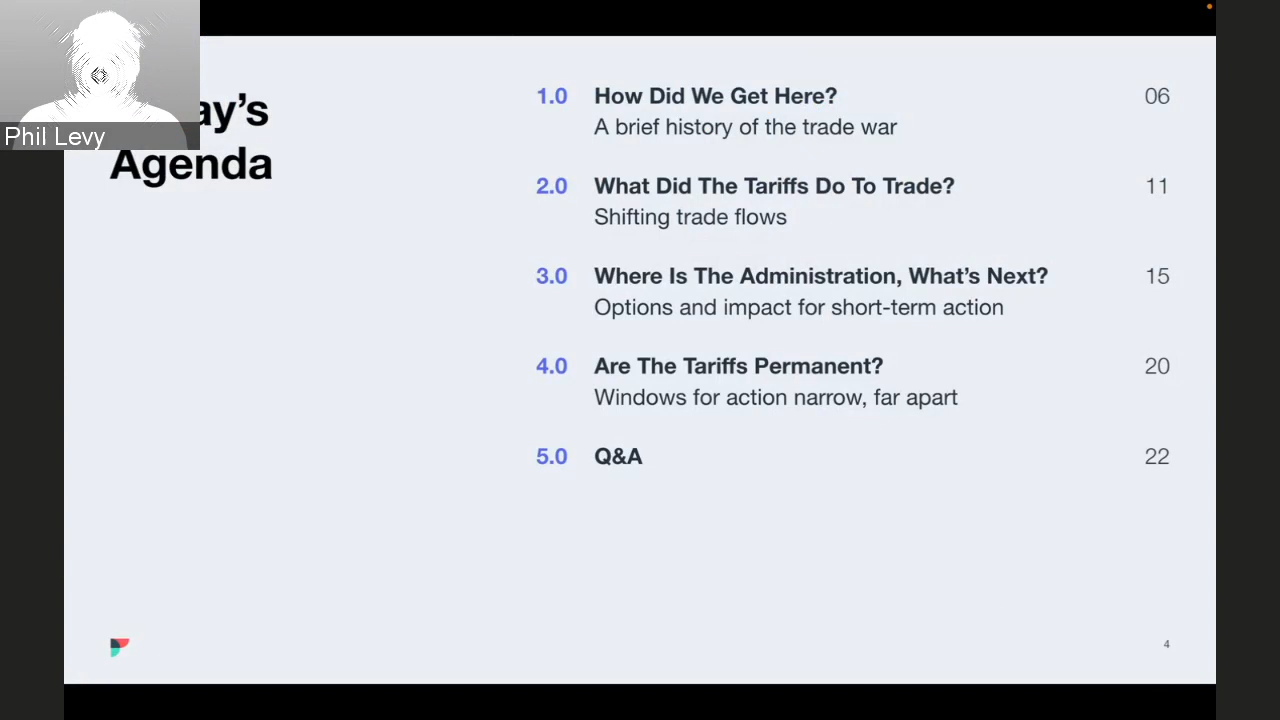 Phil Levy
ay's
Agenda
1.0 How Did We Get Here? 06
A brief history of the trade war
2.0 What Did The Tariffs Do To Trade? 11
Shifting trade flows
3.0 Where Is The Administration, What's Next? 15
Options and impact for short-term action
4.0 Are The Tariffs Permanent? 20
Windows for action narrow, far apart
5.0 Q&A 22
4